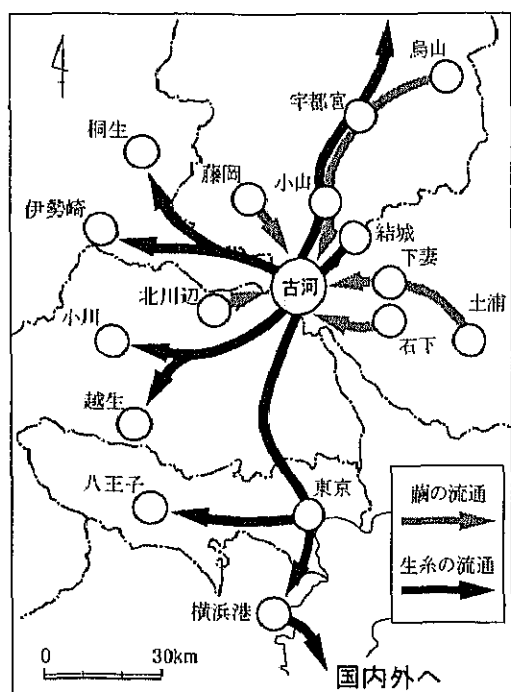 烏山
宇都宮
桐生
藤岡
小山
伊勢崎
結城
下妻
古河
北川辺
土浦
小川
石下
越生
八王子
東京
繭の流通
生糸の流通
横浜港
0 30km
国内外へ